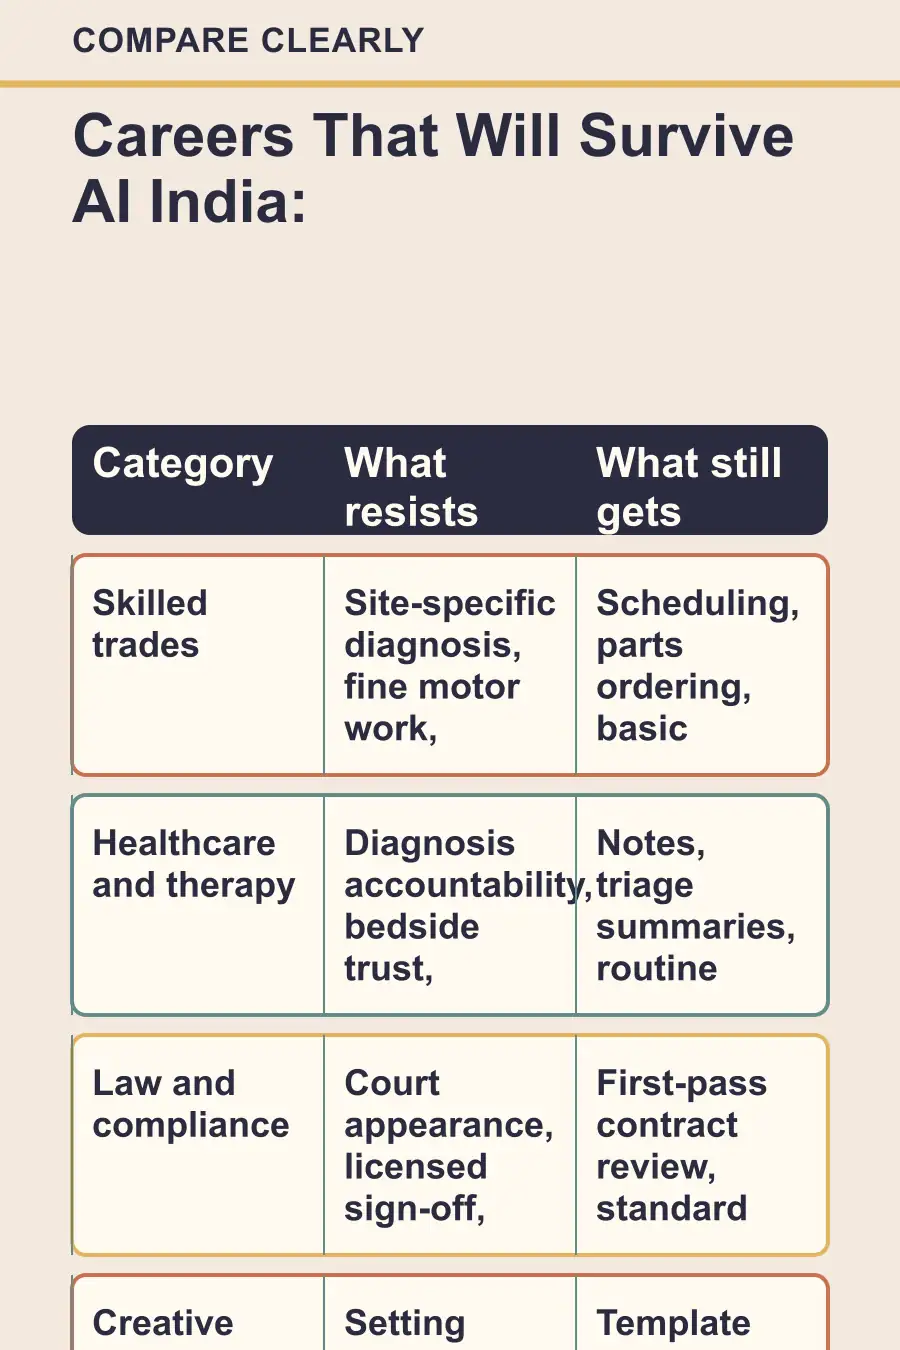 COMPARE CLEARLY
Careers That Will Survive
AI India:
Category
What
resists
What still
gets
Skilled
trades
Site-specific
diagnosis,
fine motor
work,
Scheduling,
parts
ordering,
basic
Healthcare
and therapy
Diagnosis
accountability,
bedside
trust,
Notes,
triage
summaries,
routine
Law and
compliance
Court
appearance,
licensed
sign-off,
First-pass
contract
review,
standard
Creative
Setting
Template